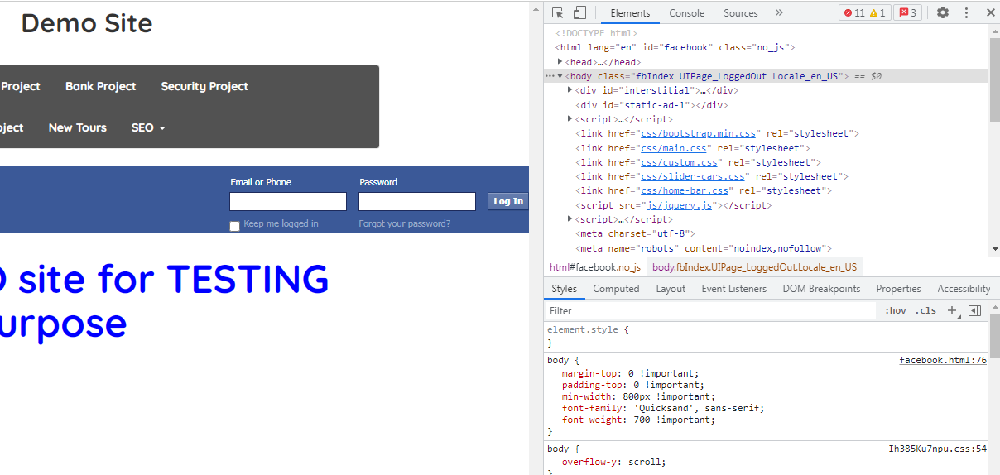 Demo Site
Project Bank Project Security Project
oject New Tours SEO
Email or Phone Password
Log In
Keep me logged in Forgot your password?
O site for TESTING
urpose
Elements Console Sources » 11 1 3
<!DOCTYPE html>
<html lang="en" id="facebook" class="no_js">
<head>…</head>
<body class="fbIndex UIPage_LoggedOut Locale_en_US"> == $0
<div id="interstitial">…</div>
<div id="static-ad-1"></div>
<script>…</script>
<link href="css/bootstrap.min.css" rel="stylesheet">
<link href="css/main.css" rel="stylesheet">
<link href="css/custom.css" rel="stylesheet">
<link href="css/slider-cars.css" rel="stylesheet">
<link href="css/home-bar.css" rel="stylesheet">
<script src="js/jquery.js"></script>
<script>…</script>
<meta charset="utf-8">
<meta name="robots" content="noindex,nofollow">
html#facebook.no_js body.fbIndex.UIPage_LoggedOut.Locale_en_US
Styles Computed Layout Event Listeners DOM Breakpoints Properties Accessibility
Filter :hov .cls +
element.style {
}
body { facebook.html:76
margin-top: 0 !important;
padding-top: 0 !important;
min-width: 800px !important;
font-family: 'Quicksand', sans-serif;
font-weight: 700 !important;
}
body { Ih385Ku7npu.css:54
overflow-y: scroll;
}